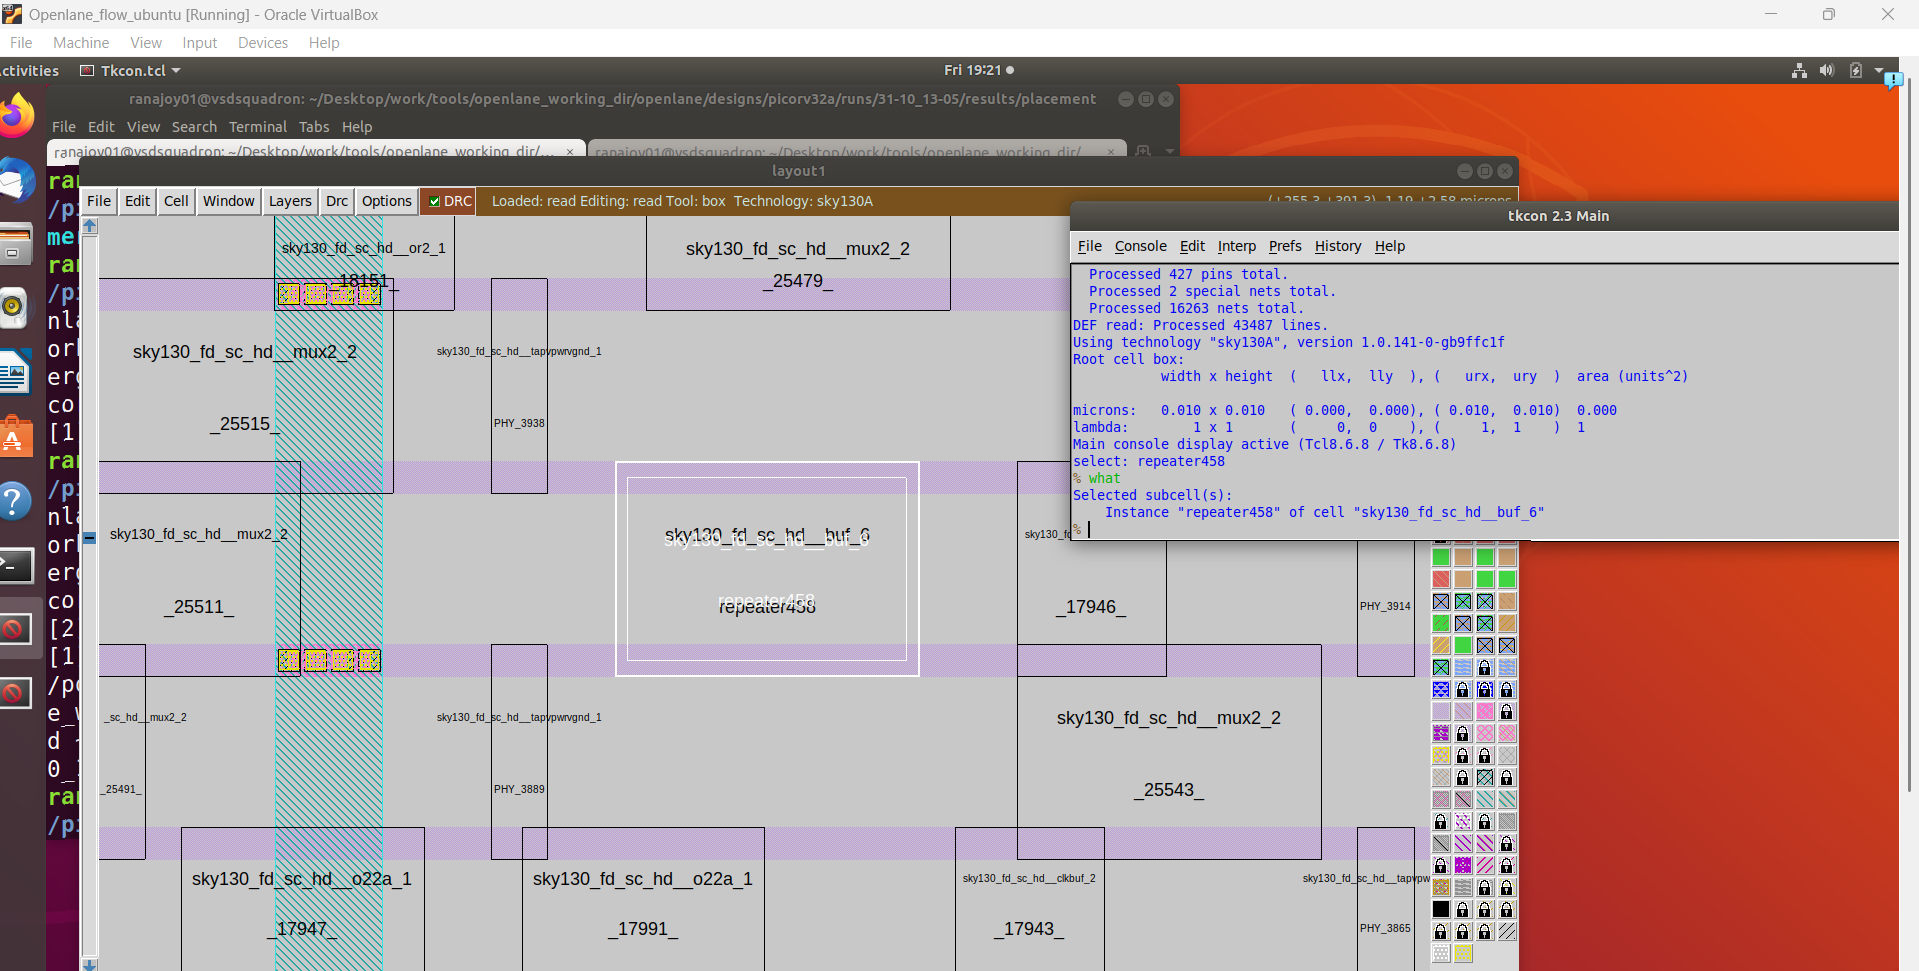 Openlane_flow_ubuntu [Running] - Oracle VirtualBox
File Machine View Input Devices Help
ctivities Tkcon.tcl Fri 19:21
ranajoy01@vsdsquadron: ~/Desktop/work/tools/openlane_working_dir/openlane/designs/picorv32a/runs/31-10_13-05/results/placement
File Edit View Search Terminal Tabs Help
ranajoy01@vsdsquadron: ~/Desktop/work/tools/openlane_working_dir/... × ranajoy01@vsdsquadron: ~/Desktop/work/tools/openlane_working_dir/ ×
layout1
File Edit Cell Window Layers Drc Options DRC Loaded: read Editing: read Tool: box Technology: sky130A
tkcon 2.3 Main
File Console Edit Interp Prefs History Help
Processed 427 pins total.
Processed 2 special nets total.
Processed 16263 nets total.
DEF read: Processed 43487 lines.
Using technology "sky130A", version 1.0.141-0-gb9ffc1f
Root cell box:
width x height ( llx, lly ), ( urx, ury ) area (units^2)
microns: 0.010 x 0.010 ( 0.000, 0.000), ( 0.010, 0.010) 0.000
lambda: 1 x 1 ( 0, 0 ), ( 1, 1 ) 1
Main console display active (Tcl8.6.8 / Tk8.6.8)
select: repeater458
% what
Selected subcell(s):
Instance "repeater458" of cell "sky130_fd_sc_hd__buf_6"
%
sky130_fd_sc_hd__or2_1
_18151_
sky130_fd_sc_hd__mux2_2
_25479_
sky130_fd_sc_hd__mux2_2
_25515_
sky130_fd_sc_hd__tapvpwrvgnd_1
PHY_3938
sky130_fd_sc_hd__mux2_2
_25511_
sky130_fd_sc_hd__buf_6
sky130_fd_sc_hd__buf_6
repeater458
repeater458
sky130_fd
_17946_
PHY_3914
_sc_hd__mux2_2
_25491_
sky130_fd_sc_hd__tapvpwrvgnd_1
PHY_3889
sky130_fd_sc_hd__mux2_2
_25543_
sky130_fd_sc_hd__o22a_1
_17947_
sky130_fd_sc_hd__o22a_1
_17991_
sky130_fd_sc_hd__clkbuf_2
_17943_
sky130_fd_sc_hd__tapvpw
PHY_3865